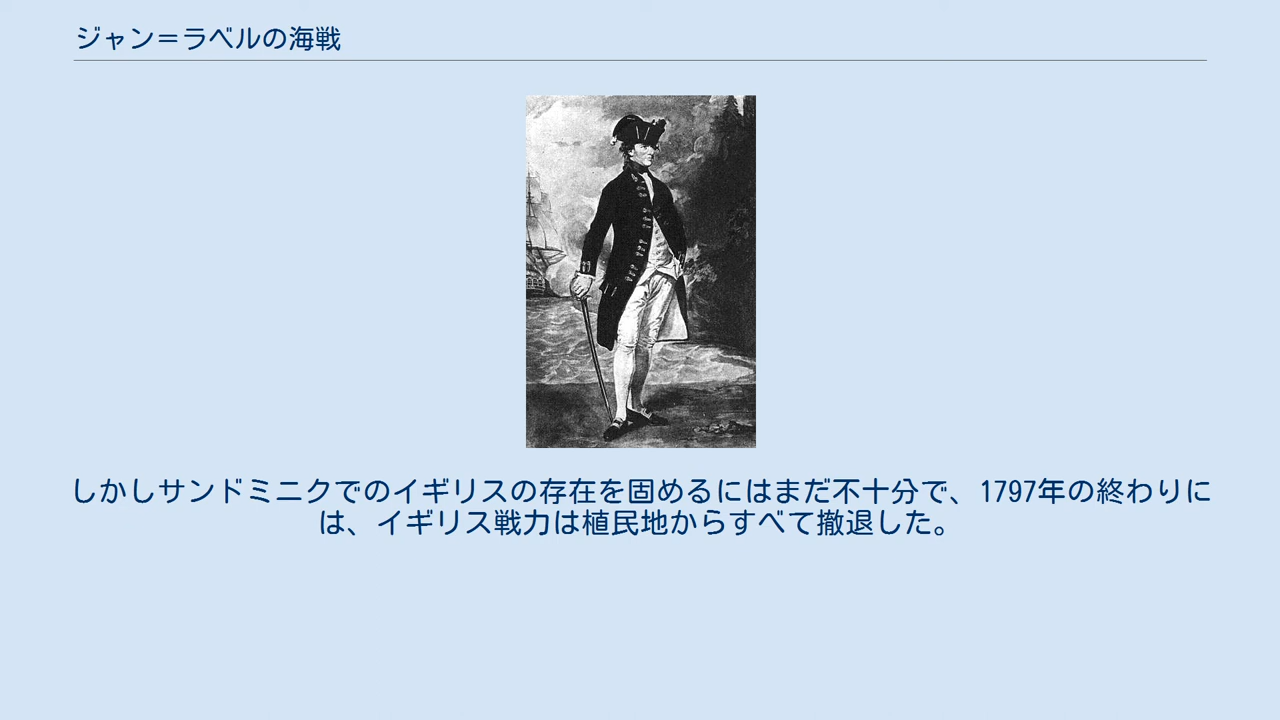 ジャン＝ラベルの海戦
しかしサンドミニクでのイギリスの存在を固めるにはまだ不十分で、1797年の終わりに
は、イギリス戦力は植民地からすべて撤退した。